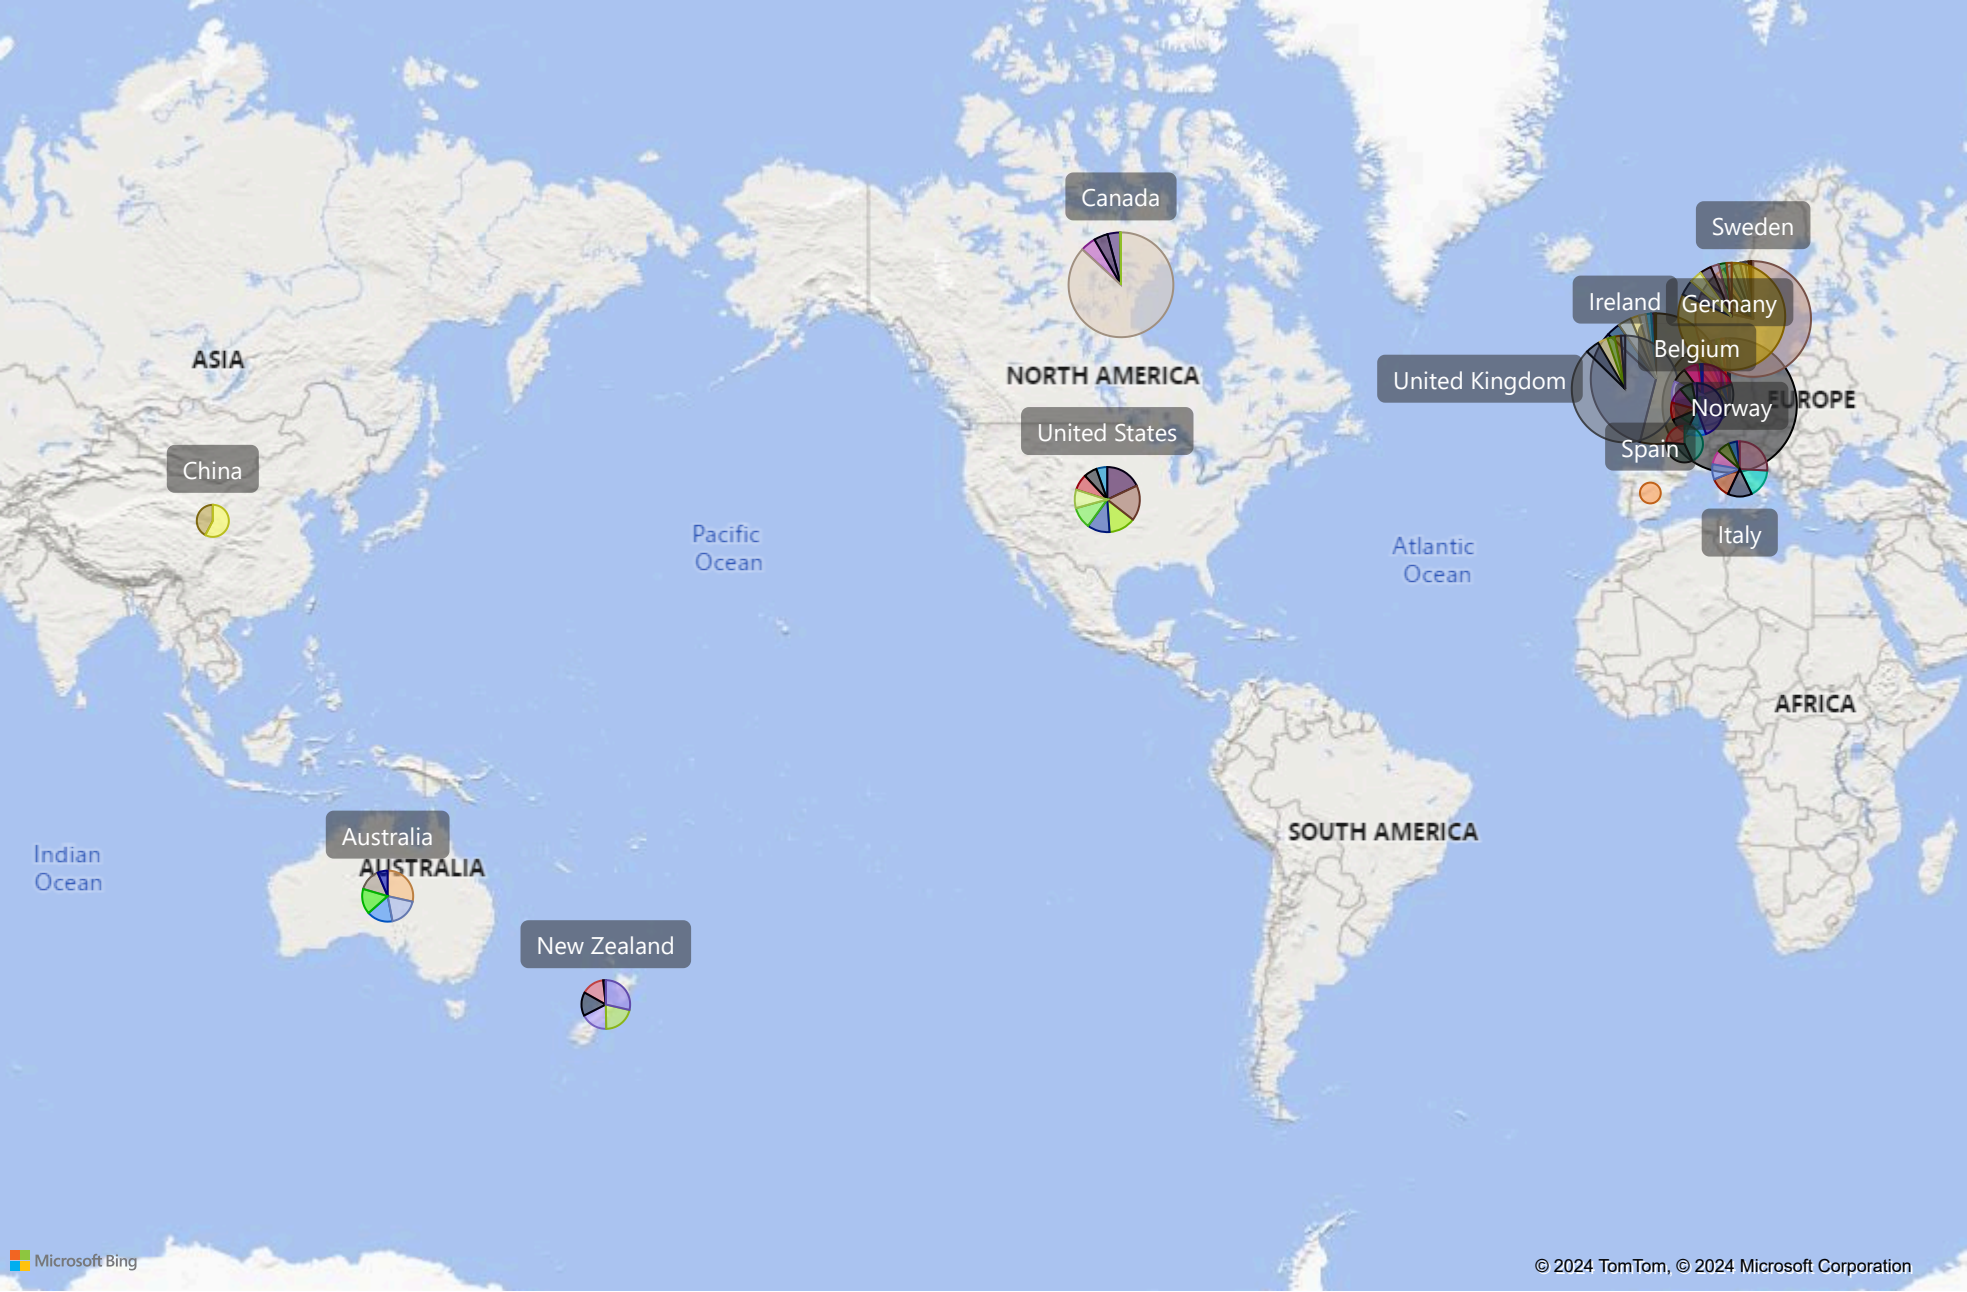 Canada
Sweden
Ireland
Germany
Belgium
ASIA
NORTH AMERICA
United Kingdom
EUROPE
Norway
United States
Spain
China
Pacific
Ocean
Atlantic
Ocean
Italy
AFRICA
Australia
AUSTRALIA
SOUTH AMERICA
Indian
Ocean
New Zealand
Microsoft Bing
© 2024 TomTom, © 2024 Microsoft Corporation